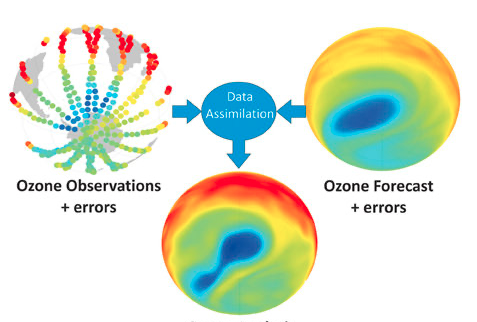 Data
Assimilation
Ozone Observations
+ errors
Ozone Forecast
+ errors